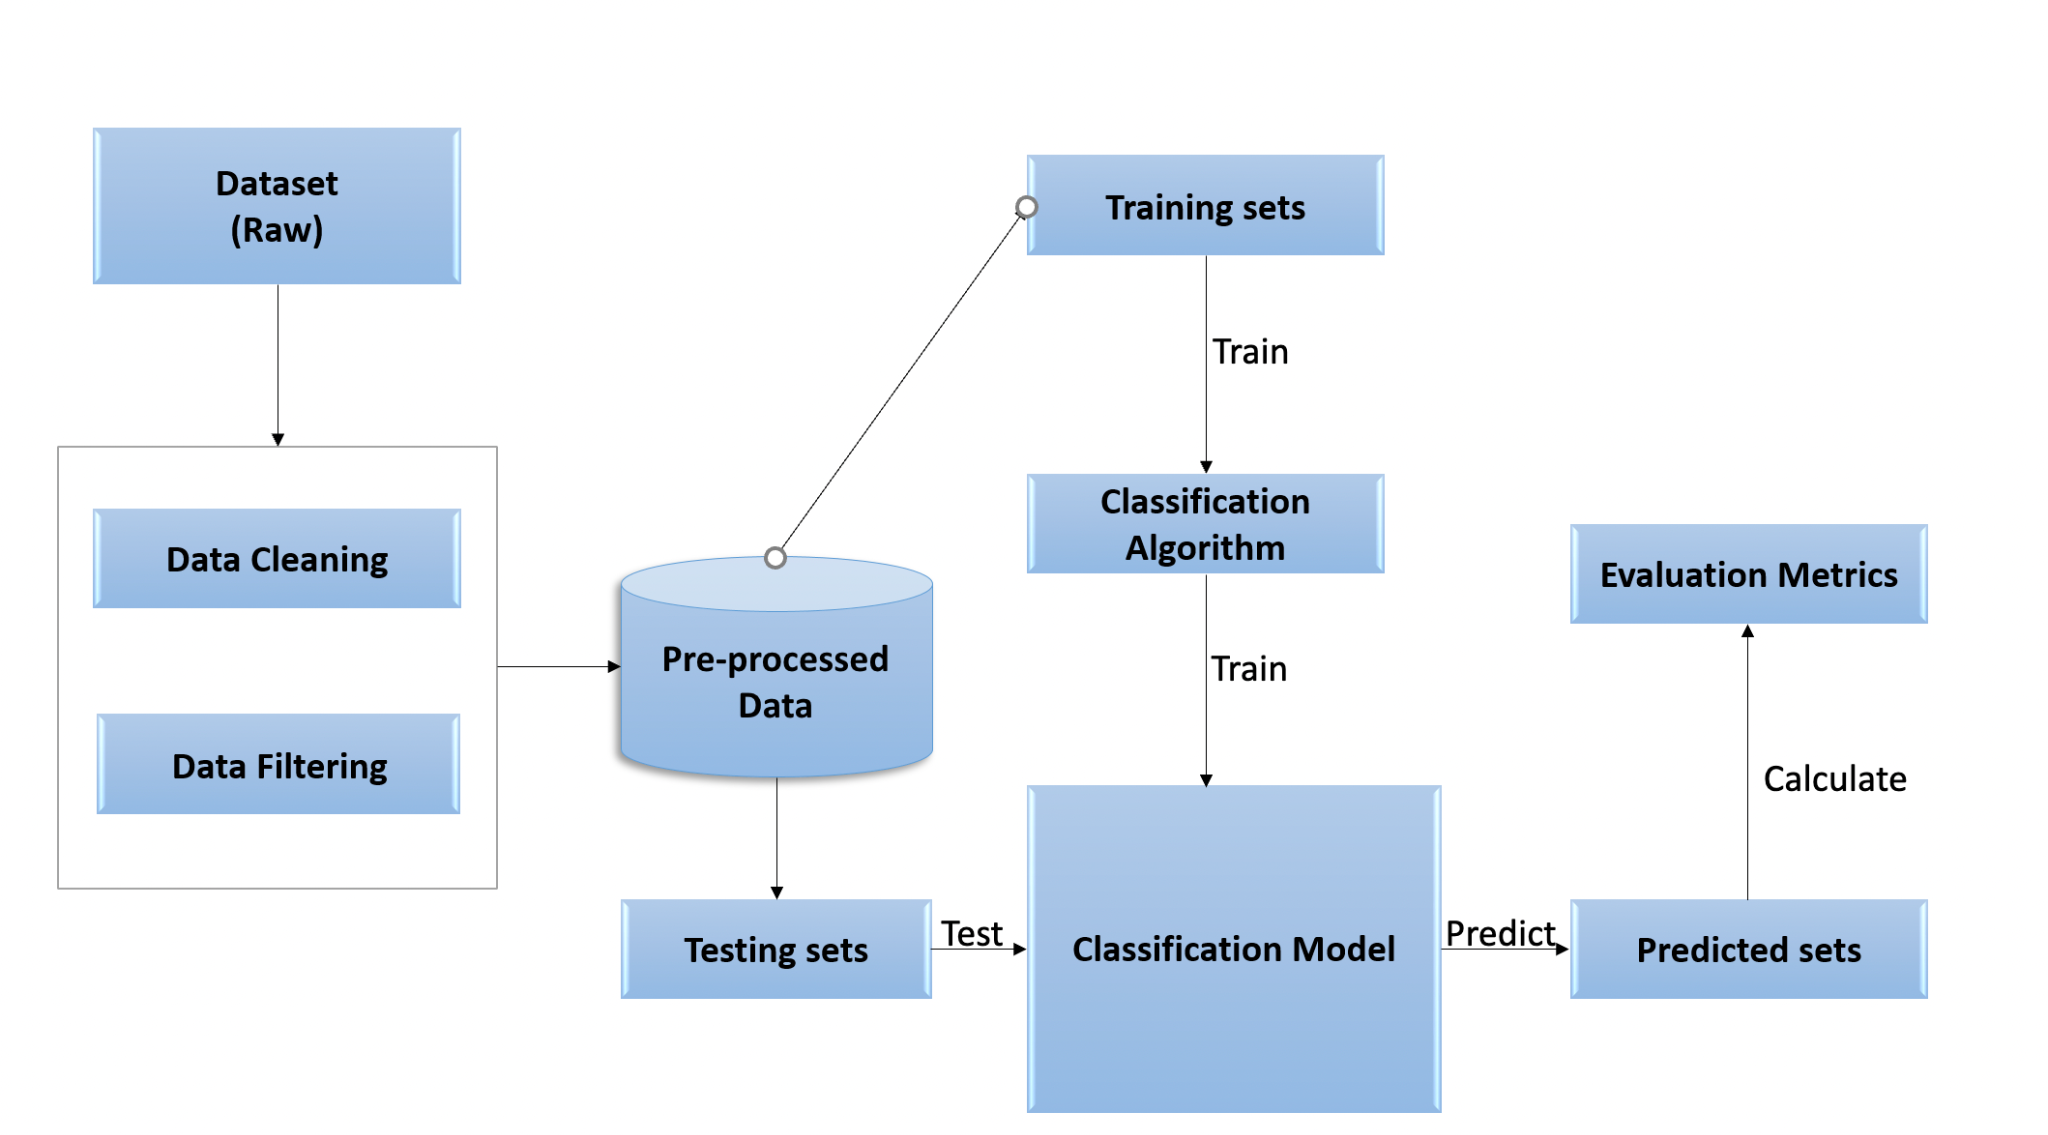 Dataset
(Raw)
Data Cleaning
Data Filtering
Pre-processed
Data
Testing sets
Test
Training sets
Train
Classification
Algorithm
Train
Classification Model
Predict
Predicted sets
Calculate
Evaluation Metrics